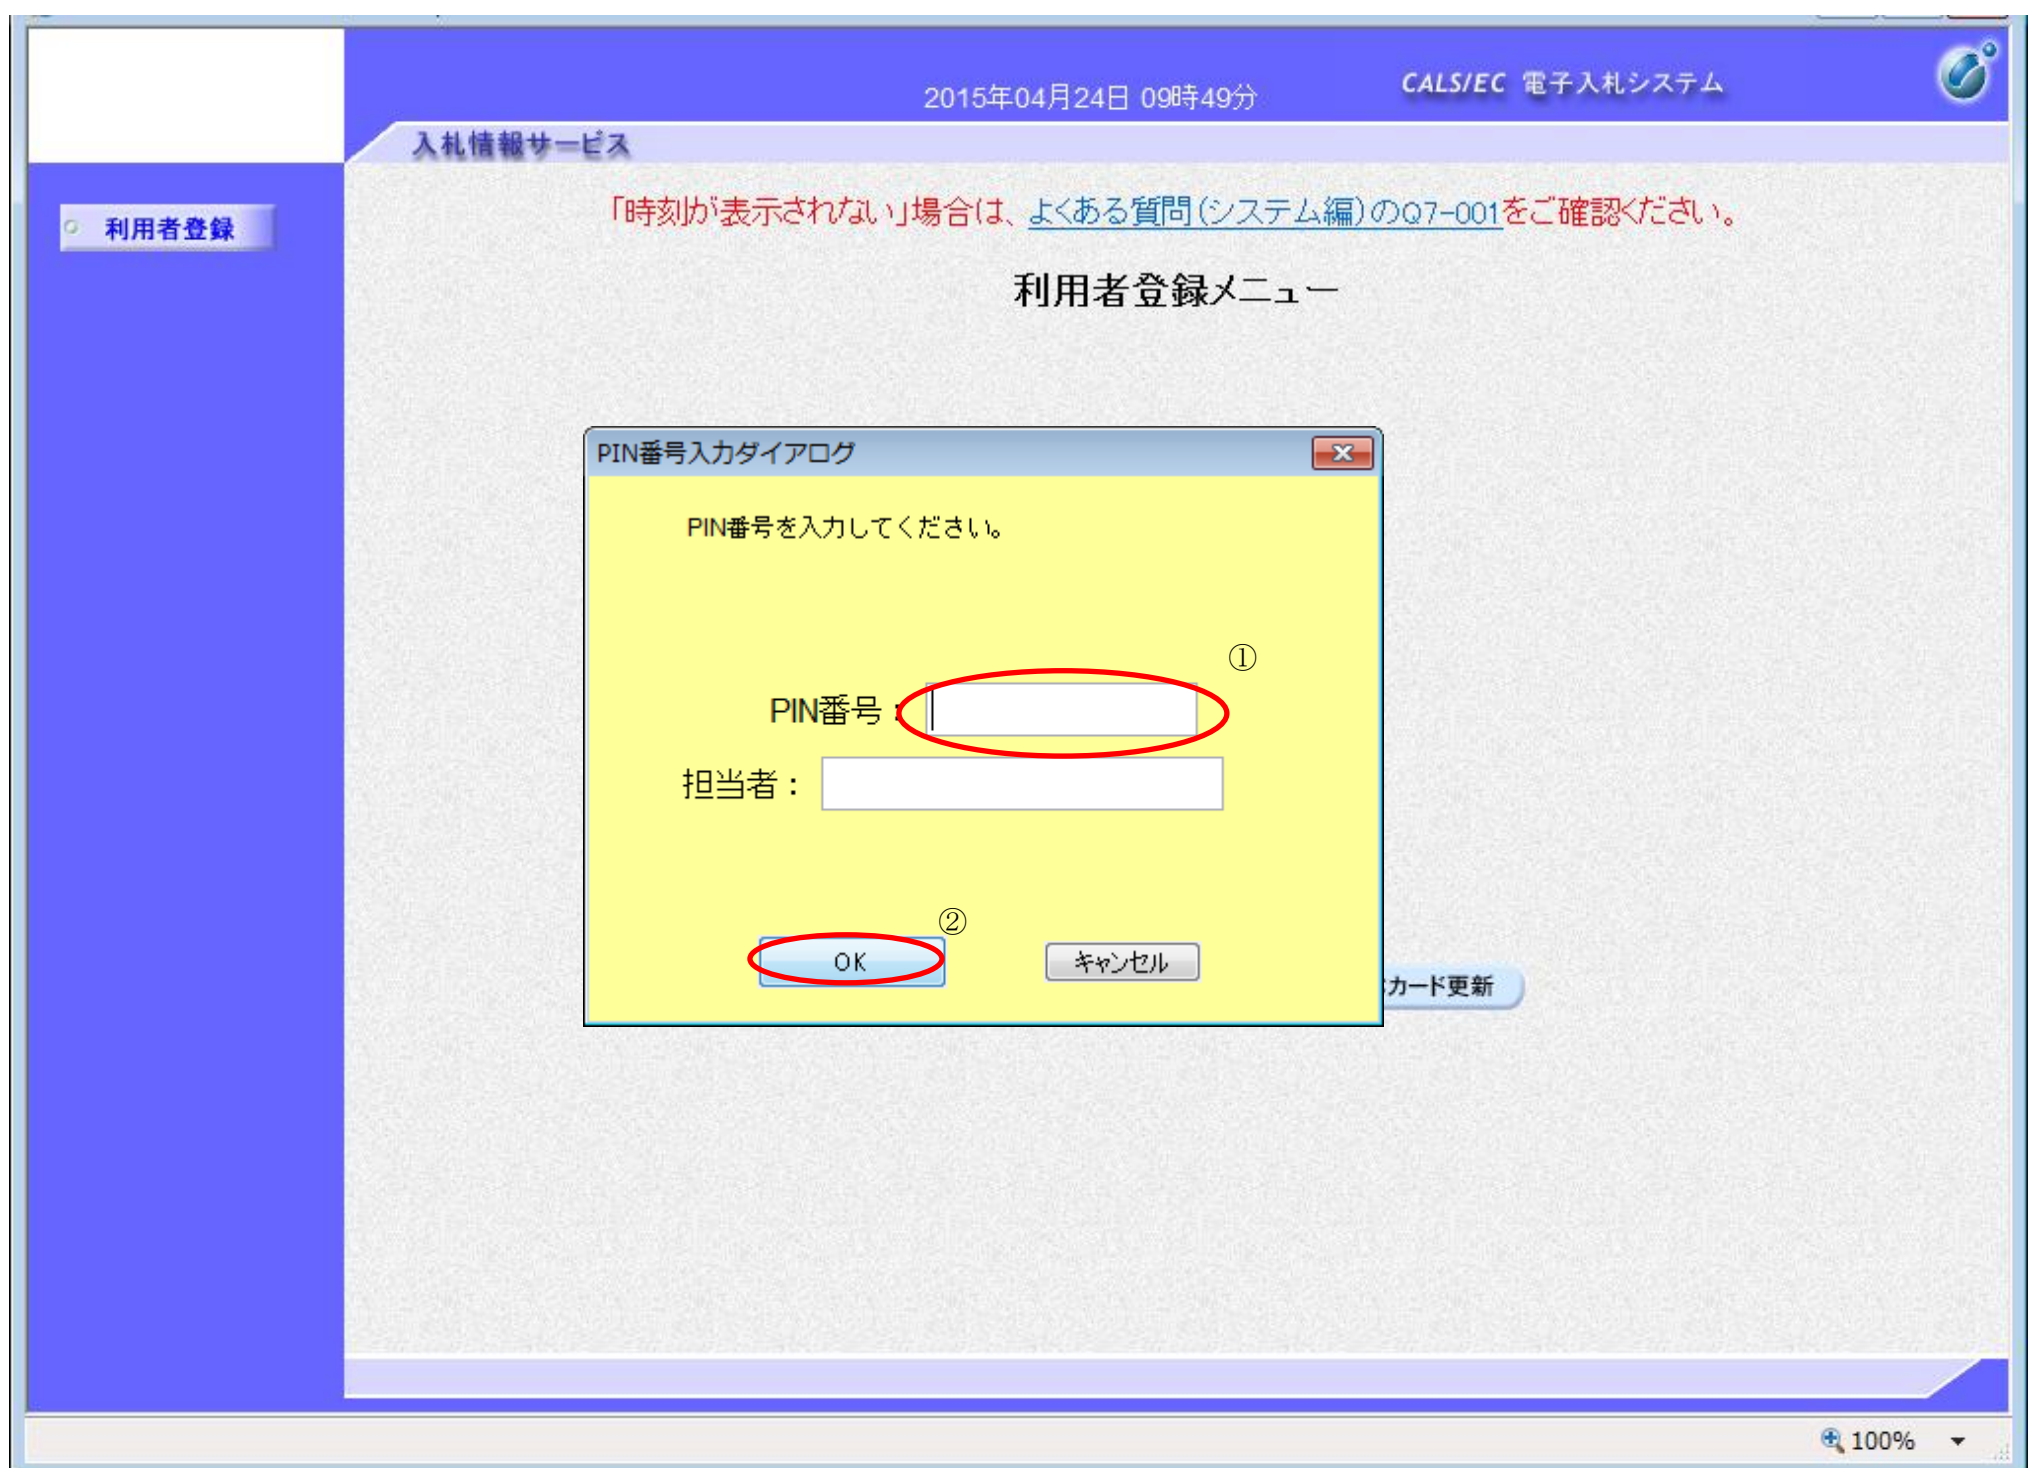 2015年04月24日 09時49分
CALS/EC 電子入札システム
入札情報サービス
利用者登録
「時刻が表示されない」場合は、よくある質問(システム編)のQ7-001をご確認ください。
利用者登録メニュー
PIN番号入力ダイアログ
PIN番号を入力してください。
①
PIN番号：
担当者：
②
OK
キャンセル
カード更新
100%